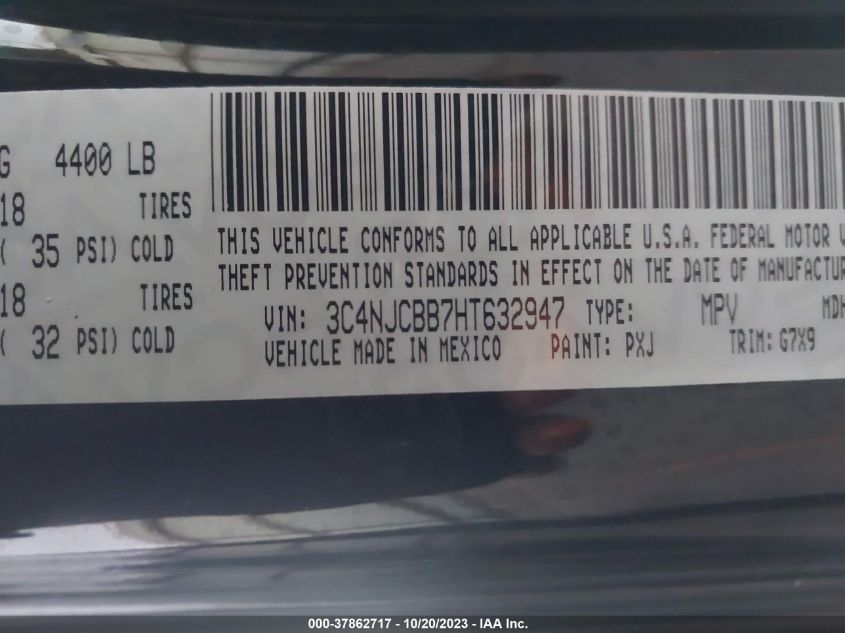 G 4400 LB
18 TIRES
( 35 PSI) COLD
18 TIRES
( 32 PSI) COLD
THIS VEHICLE CONFORMS TO ALL APPLICABLE U.S.A. FEDERAL MOTOR V
THEFT PREVENTION STANDARDS IN EFFECT ON THE DATE OF MANUFACTUR
VIN: 3C4NJCBB7HT632947 TYPE: MPV MDH
VEHICLE MADE IN MEXICO PAINT: PXJ TRIM: G7X9
000-37862717 - 10/20/2023 - IAA Inc.